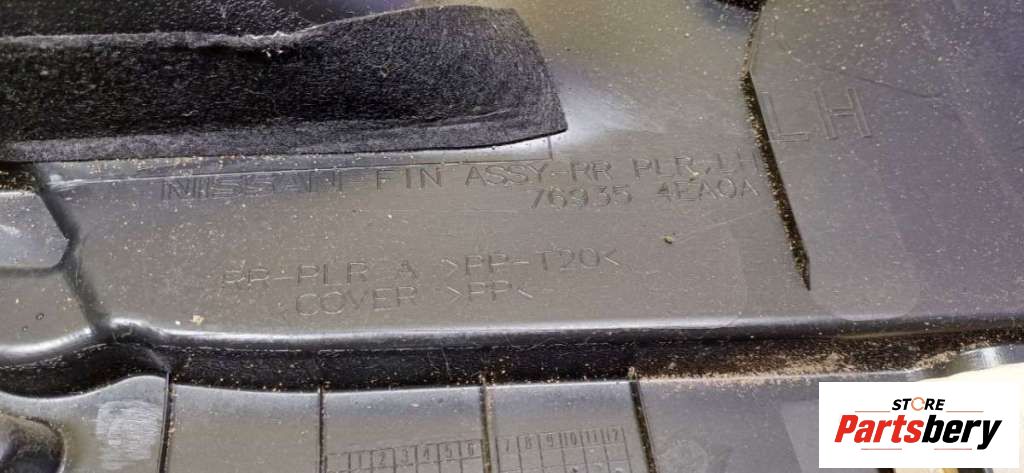 LH
NISSAN FIN ASSY-RR PLR,LH
76935 4EA0A
RR-PLR A >PP-T20<
COVER >PP<
1 2 3 4 5 6 7 8 9 10 11 12
STORE
Partsbery